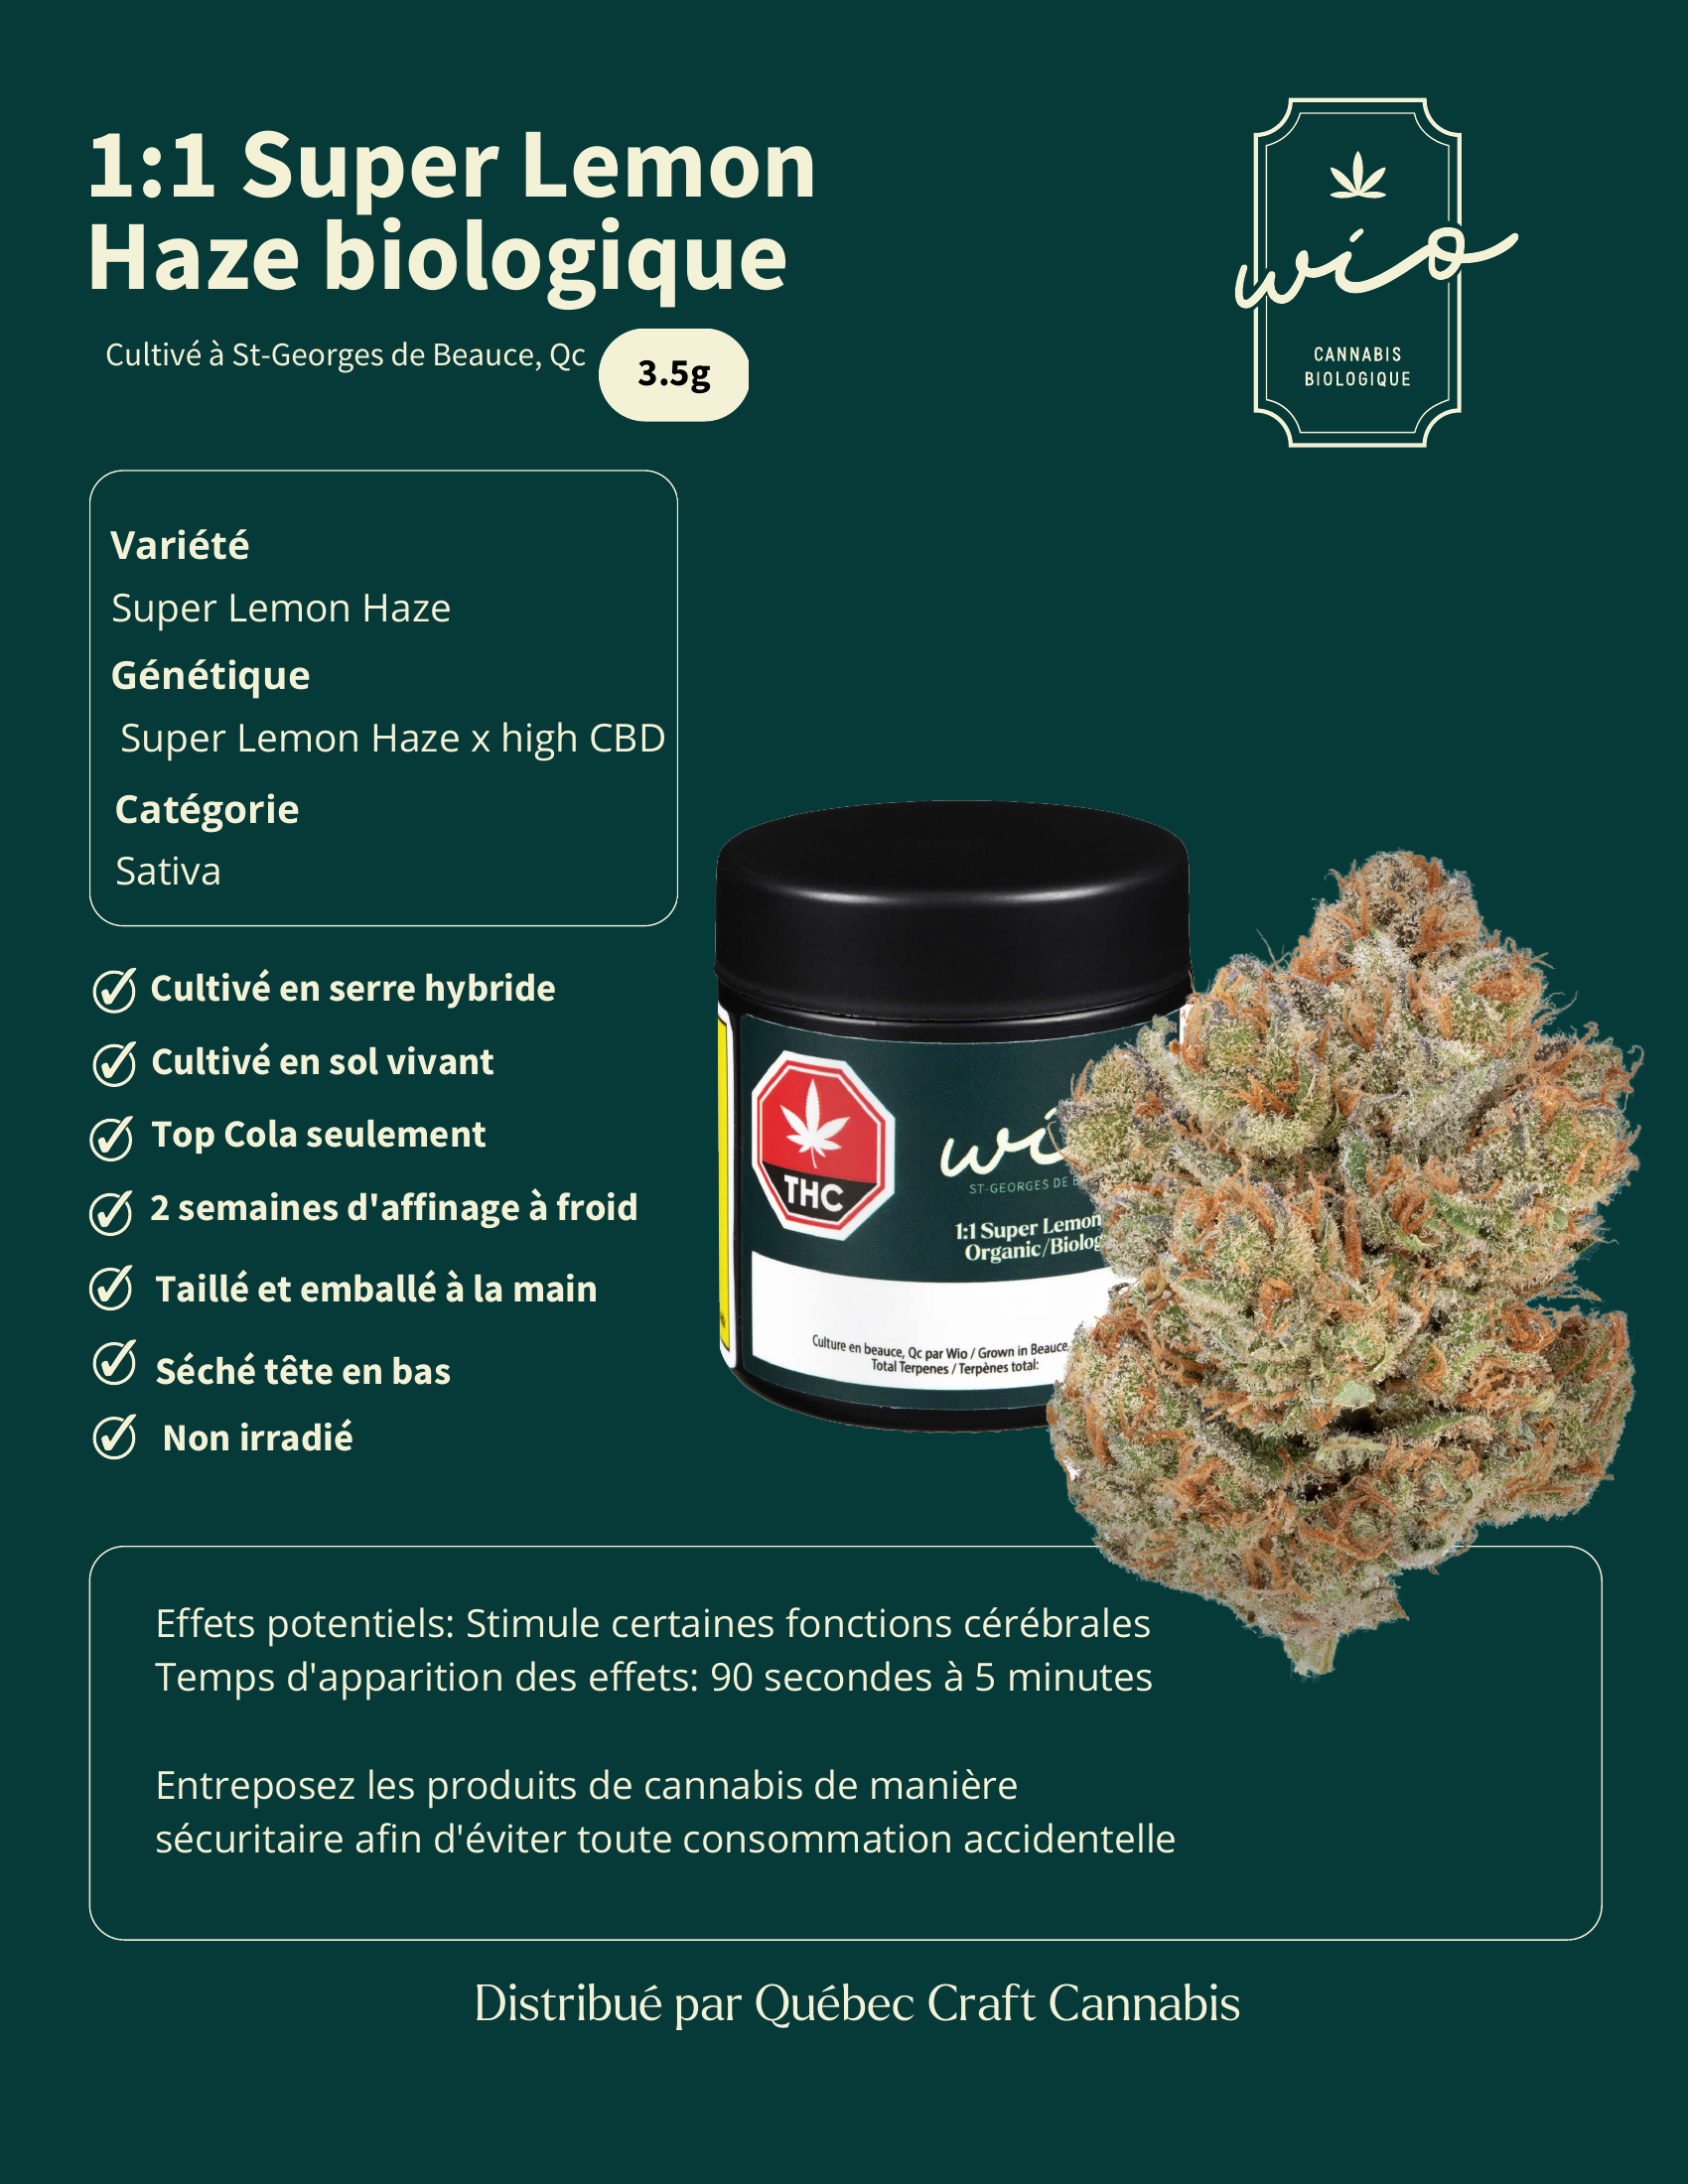 1:1 Super Lemon
Haze biologique
Cultivé à St-Georges de Beauce, Qc
3.5g
wio
CANNABIS
BIOLOGIQUE
Variété
Super Lemon Haze
Génétique
Super Lemon Haze x high CBD
Catégorie
Sativa
Cultivé en serre hybride
Cultivé en sol vivant
Top Cola seulement
2 semaines d'affinage à froid
Taillé et emballé à la main
Séché tête en bas
Non irradié
THC
ST-GEORGES DE
1:1 Super Lemon
Organic/Biolog
Culture en beauce, Qc par Wio / Grown in Beauce
Total Terpenes / Terpènes total:
Effets potentiels: Stimule certaines fonctions cérébrales
Temps d'apparition des effets: 90 secondes à 5 minutes
Entreposez les produits de cannabis de manière
sécuritaire afin d'éviter toute consommation accidentelle
Distribué par Québec Craft Cannabis